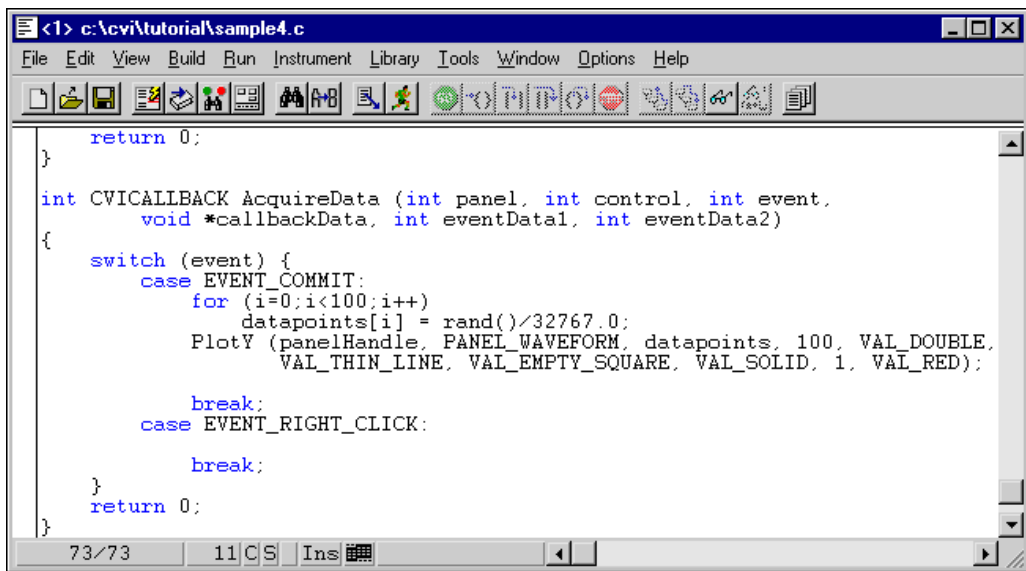 <1> c:\cvi\tutorial\sample4.c
File Edit View Build Run Instrument Library Tools Window Options Help
return 0;
}
int CVICALLBACK AcquireData (int panel, int control, int event,
void *callbackData, int eventData1, int eventData2)
{
switch (event) {
case EVENT_COMMIT:
for (i=0;i<100;i++)
datapoints[i] = rand()/32767.0;
PlotY (panelHandle, PANEL_WAVEFORM, datapoints, 100, VAL_DOUBLE,
VAL_THIN_LINE, VAL_EMPTY_SQUARE, VAL_SOLID, 1, VAL_RED);
break;
case EVENT_RIGHT_CLICK:
break;
}
return 0;
}
73/73 11 C S Ins